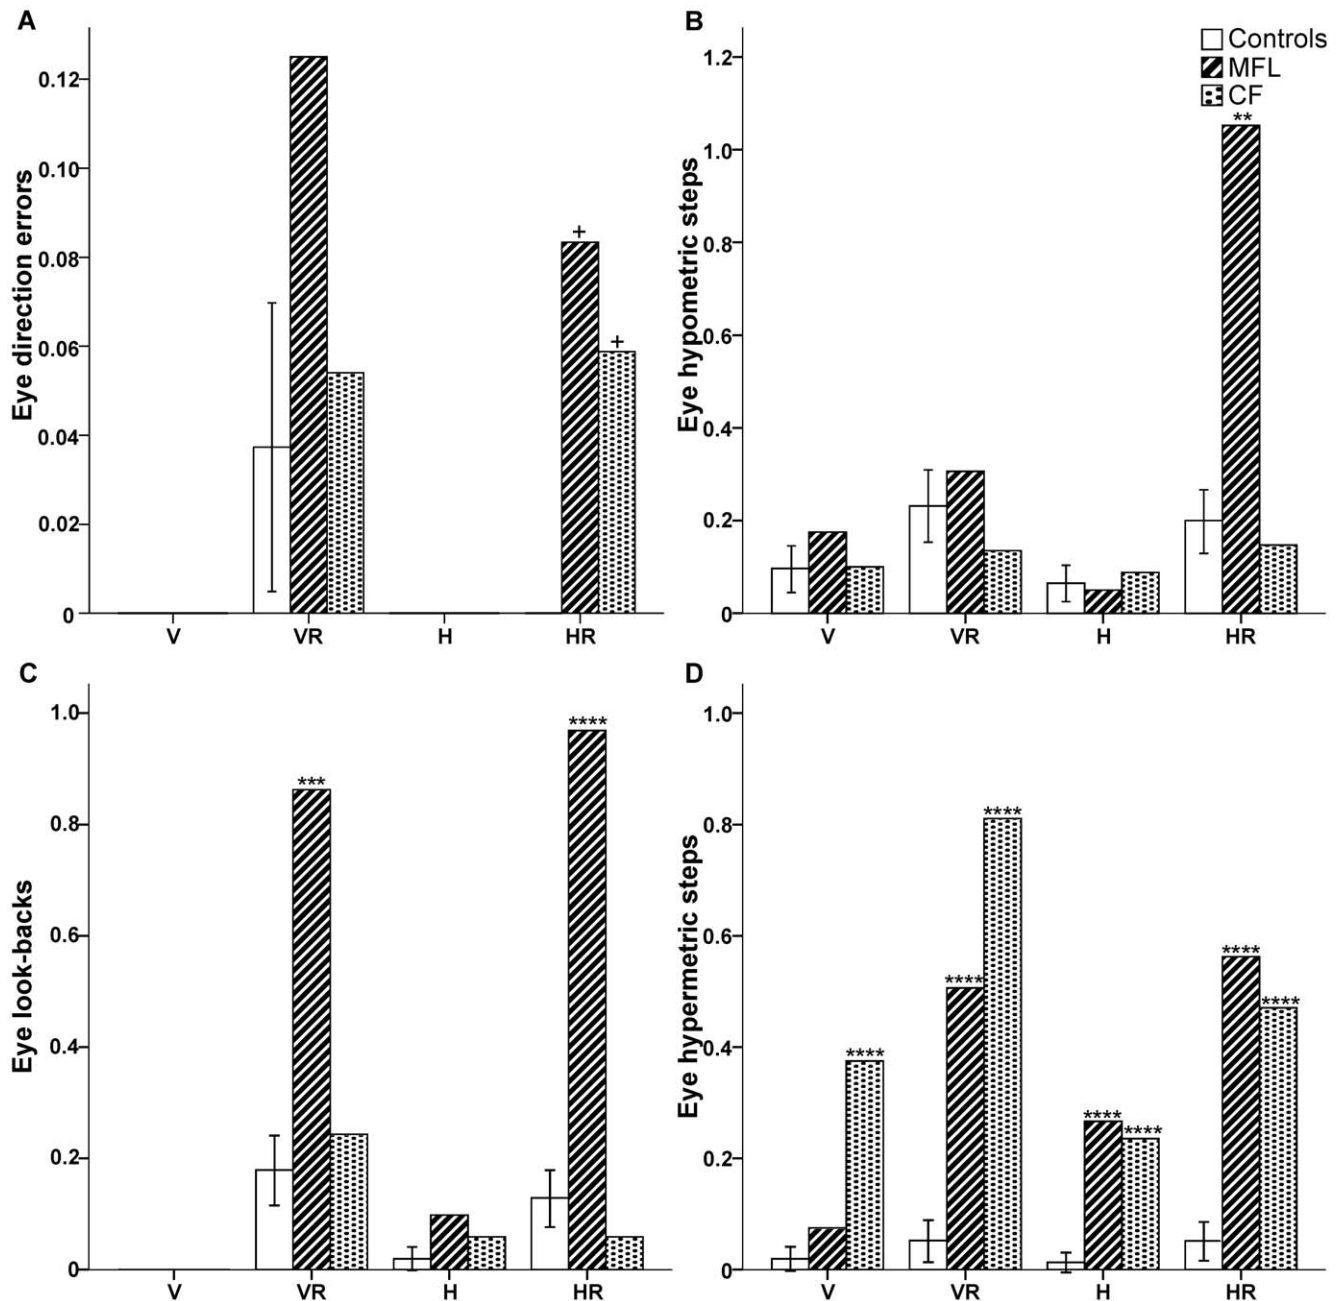 A
Eye direction errors
0.12
0.10
0.08
0.06
0.04
0.02
0
+
+
V VR H HR
B
Eye hypometric steps
1.2
1.0
0.8
0.6
0.4
0.2
0
Controls
MFL
CF
**
V VR H HR
C
Eye look-backs
1.0
0.8
0.6
0.4
0.2
0
***
****
V VR H HR
D
Eye hypermetric steps
1.0
0.8
0.6
0.4
0.2
0
****
****
****
****
****
****
****
V VR H HR